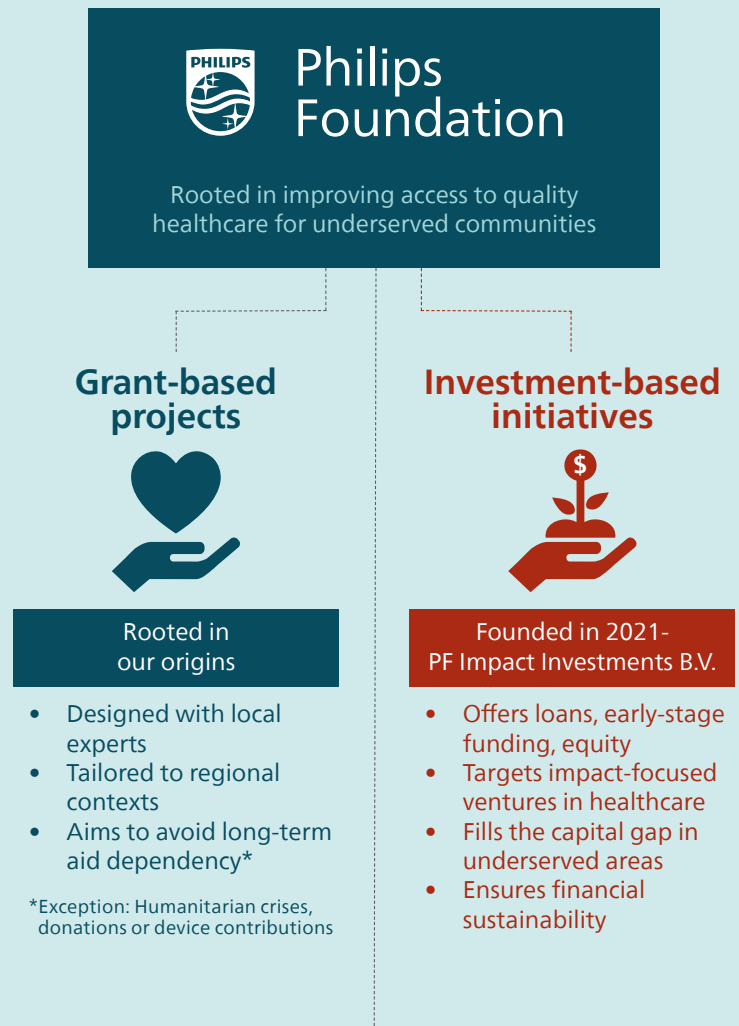 PHILIPS
Philips
Foundation
Rooted in improving access to quality
healthcare for underserved communities
Grant-based
projects
Rooted in
our origins
• Designed with local
experts
• Tailored to regional
contexts
• Aims to avoid long-term
aid dependency*
*Exception: Humanitarian crises,
donations or device contributions
Investment-based
initiatives
$
Founded in 2021-
PF Impact Investments B.V.
• Offers loans, early-stage
funding, equity
• Targets impact-focused
ventures in healthcare
• Fills the capital gap in
underserved areas
• Ensures financial
sustainability